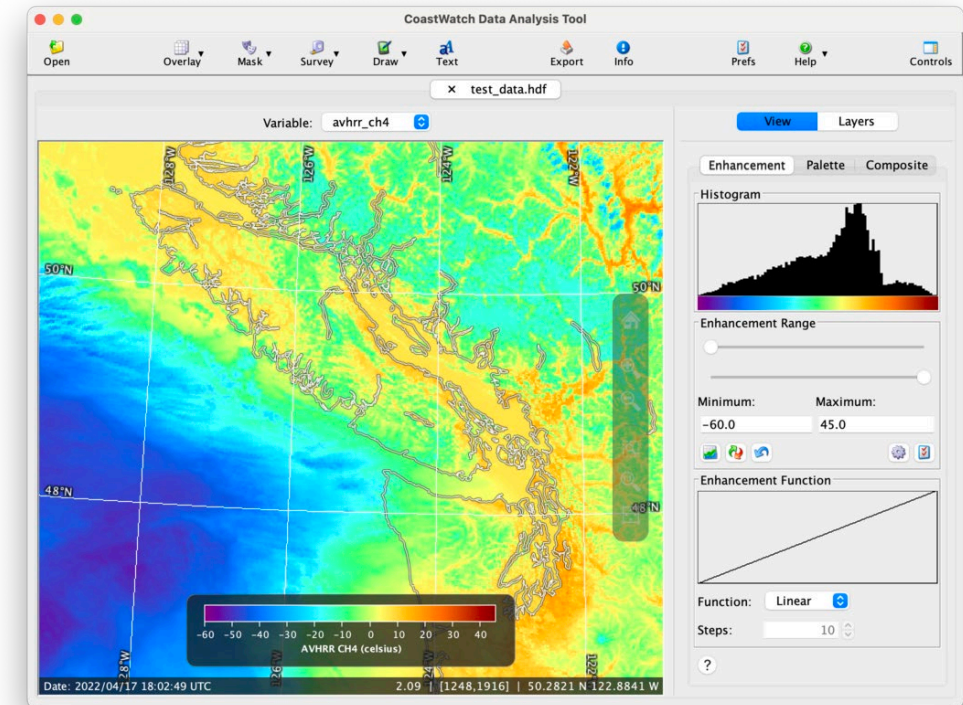 CoastWatch Data Analysis Tool
Open Overlay Mask Survey Draw Text Export Info Prefs Help Controls
× test_data.hdf
Variable: avhrr_ch4
View Layers
Enhancement Palette Composite
Histogram
128°W 126°W 124°W 122°W
50°N 50°N
Enhancement Range
Minimum: Maximum:
-60.0 45.0
Enhancement Function
48°N 48°N
Function: Linear
Steps: 10
-60 -50 -40 -30 -20 -10 0 10 20 30 40
AVHRR CH4 (celsius)
?
Date: 2022/04/17 18:02:49 UTC 2.09 | [1248,1916] | 50.2821 N 122.8841 W